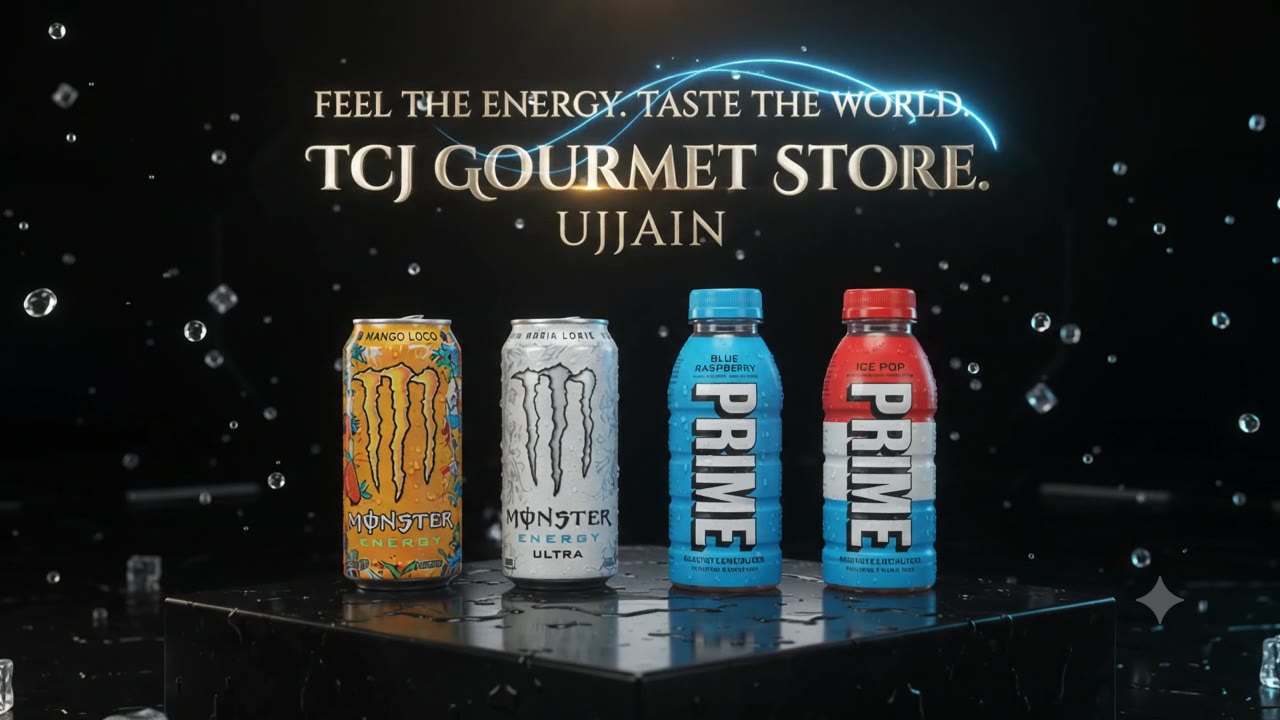 FEEL THE ENERGY. TASTE THE WORLD.
TCJ GOURMET STORE.
UJJAIN
MANGO LOCO
MONSTER
ENERGY
MONSTER
ENERGY
ULTRA
BLUE
RASPBERRY
PRIME
ICE POP
PRIME